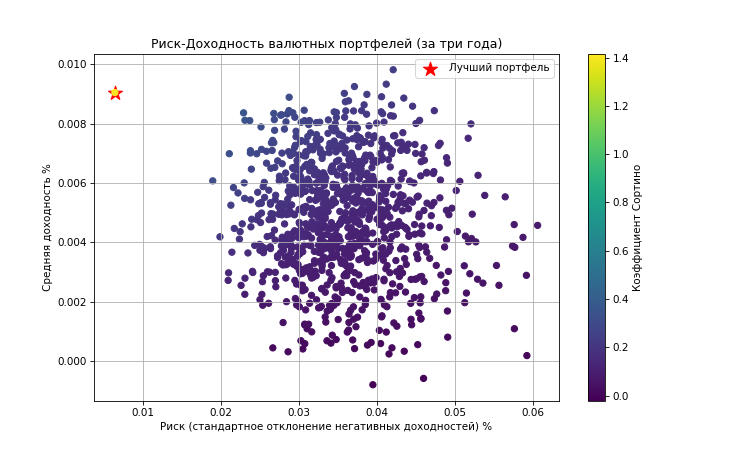 Риск-Доходность валютных портфелей (за три года)
Лучший портфель
Средняя доходность %
0.010
0.008
0.006
0.004
0.002
0.000
0.01 0.02 0.03 0.04 0.05 0.06
Риск (стандартное отклонение негативных доходностей) %
1.4
1.2
1.0
0.8
0.6
0.4
0.2
0.0
Коэффициент Сортино